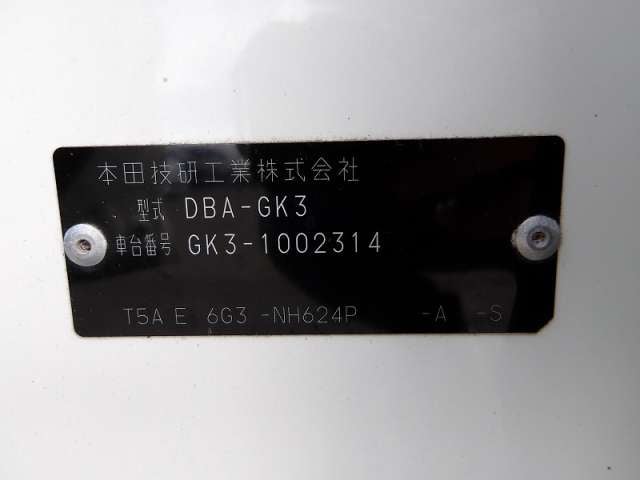 本田技研工業株式会社
型式 DBA-GK3
車台番号 GK3-1002314
T5A E 6G3 -NH624P -A -S